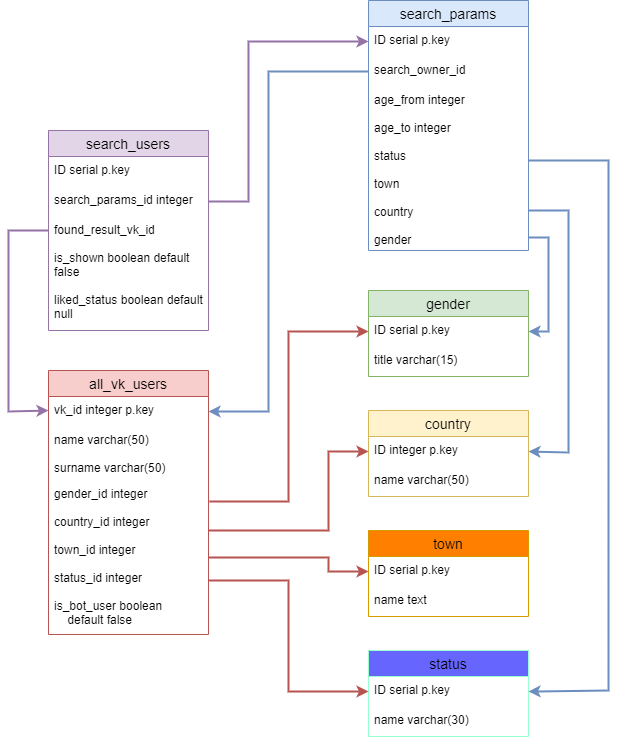 search_params
ID serial p.key
search_owner_id
age_from integer
age_to integer
status
town
country
gender
search_users
ID serial p.key
search_params_id integer
found_result_vk_id
is_shown boolean default
false
liked_status boolean default
null
gender
ID serial p.key
title varchar(15)
all_vk_users
vk_id integer p.key
name varchar(50)
surname varchar(50)
gender_id integer
country_id integer
town_id integer
status_id integer
is_bot_user boolean
default false
country
ID integer p.key
name varchar(50)
town
ID serial p.key
name text
status
ID serial p.key
name varchar(30)